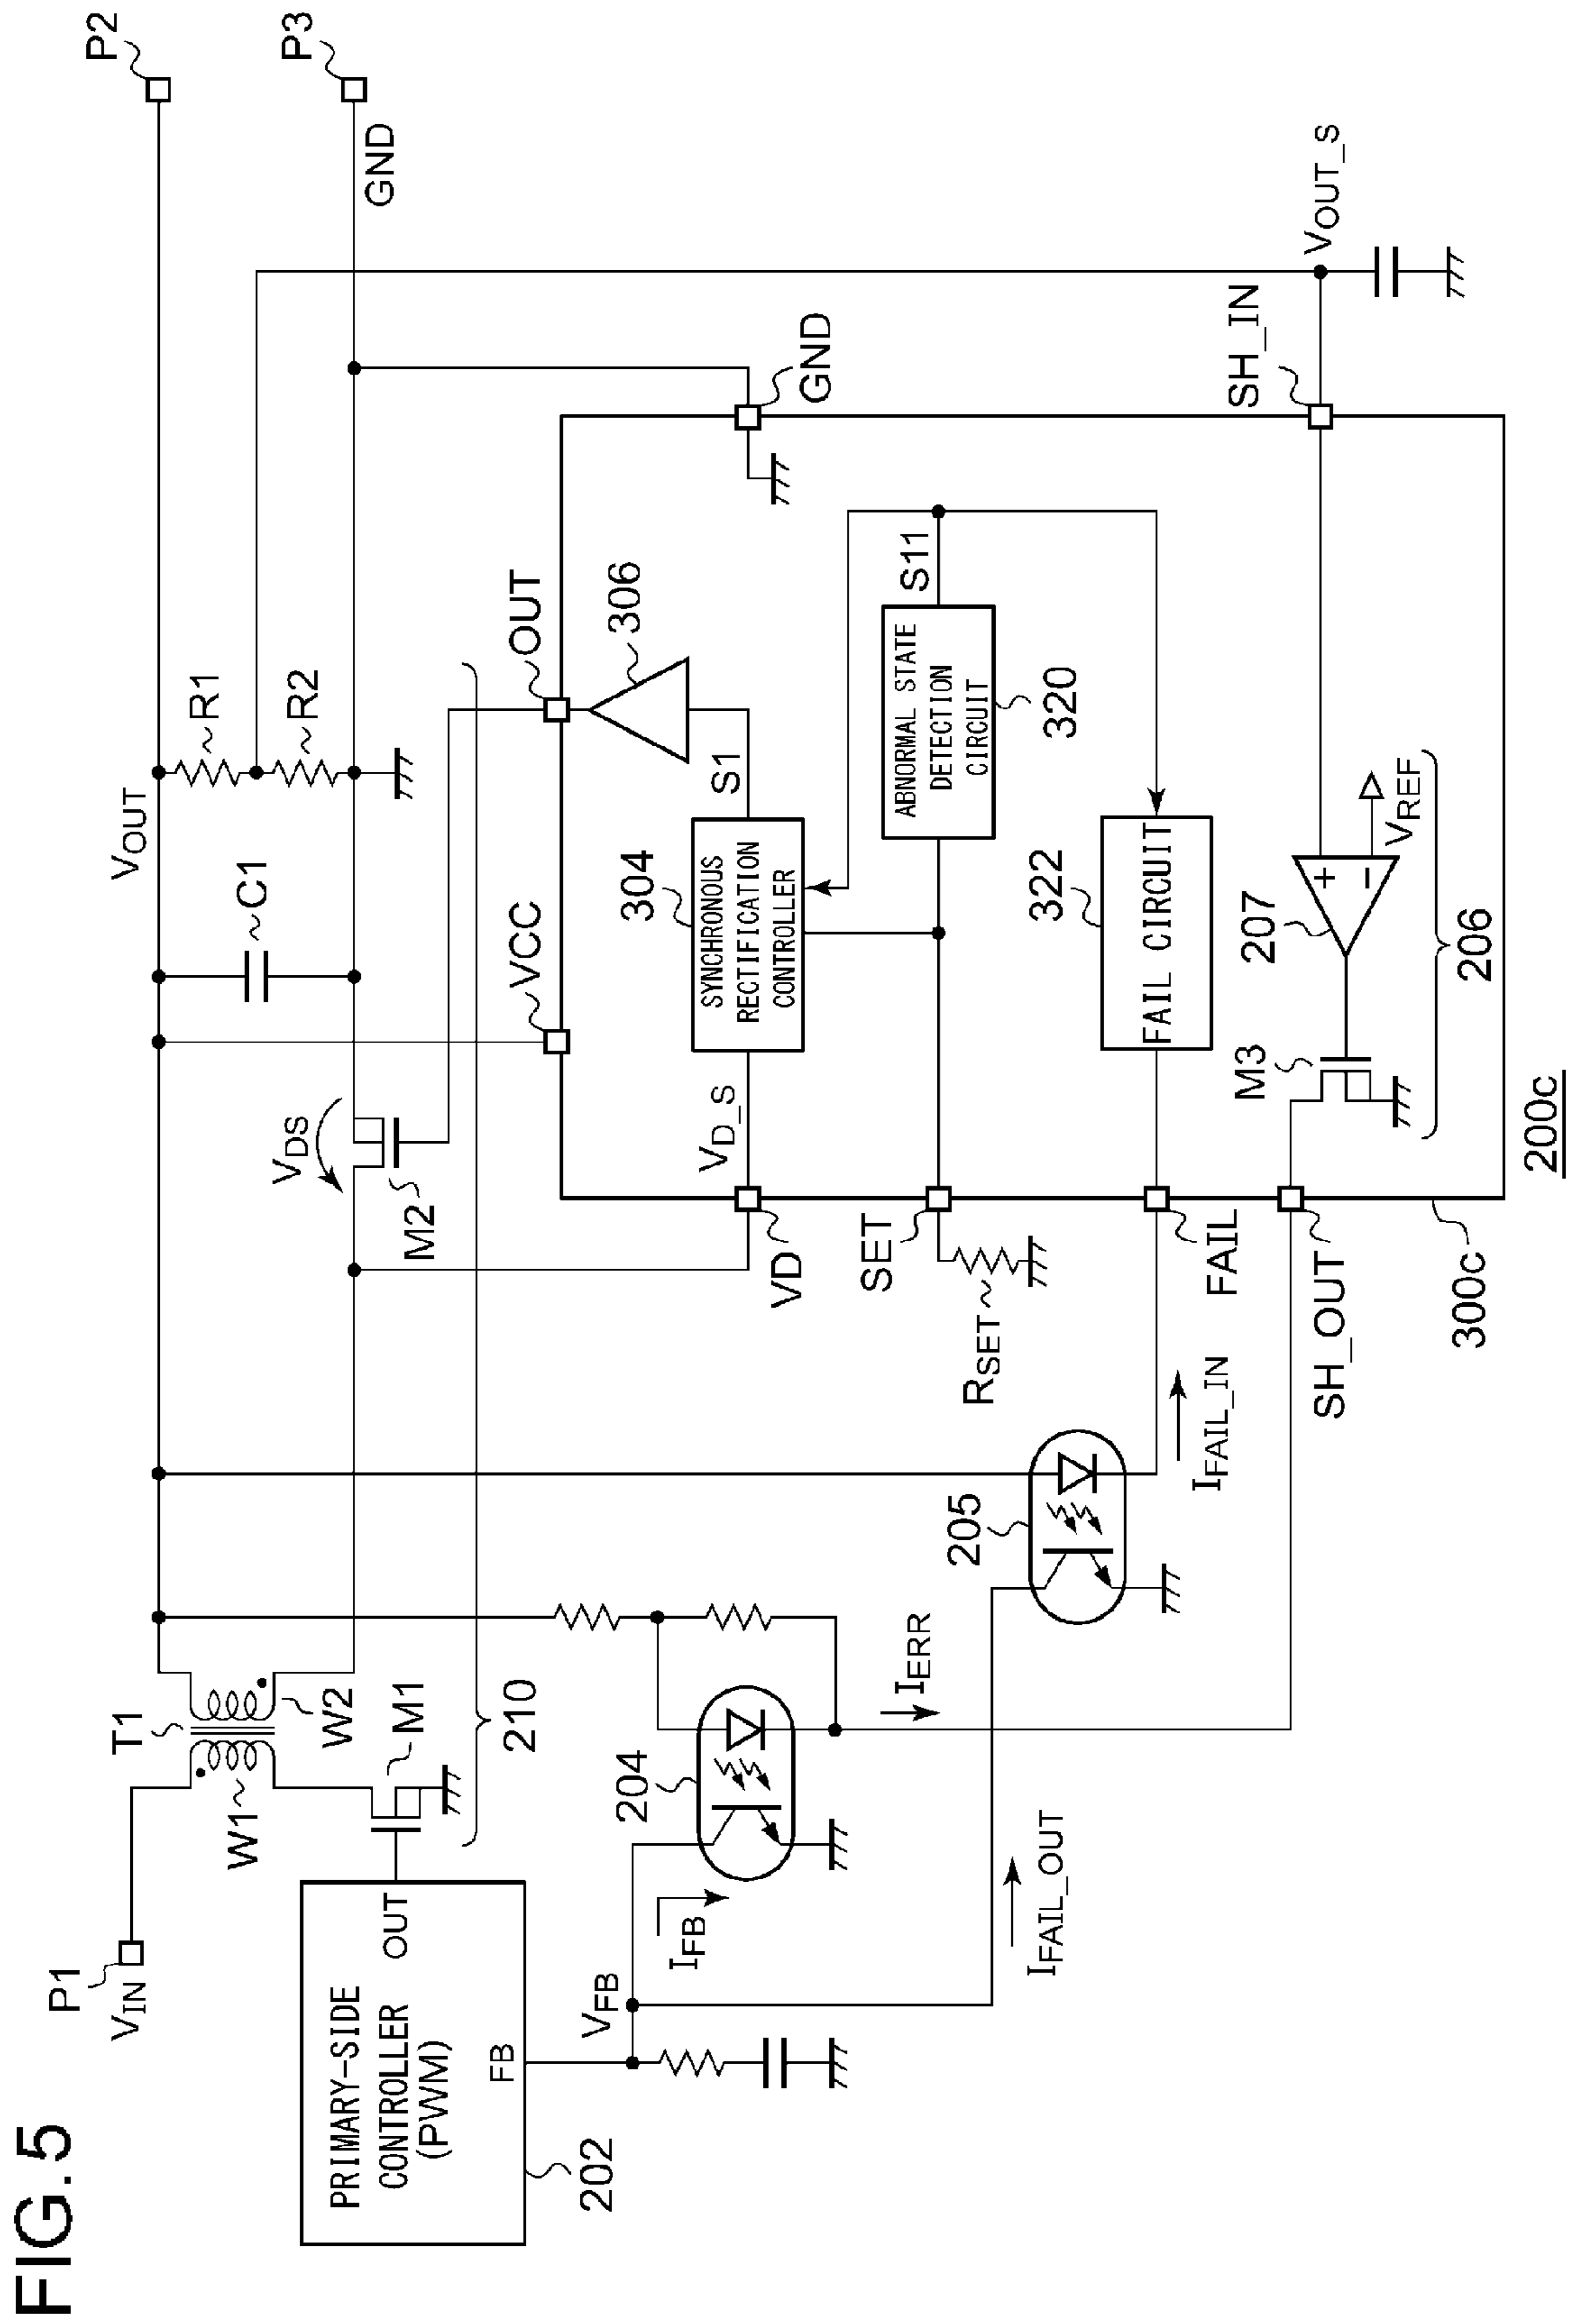 FIG.5
P1
VIN
T1
W1
W2
M1
210
PRIMARY-SIDE
CONTROLLER
(PWM)
OUT
FB
202
VFB
IFB
204
IERR
205
IFAIL_OUT
IFAIL_IN
VOUT
P2
P3
GND
C1
R1
R2
VDS
M2
VCC
OUT
VD
VD_S
304
SYNCHRONOUS
RECTIFICATION
CONTROLLER
S1
306
GND
SET
RSET
ABNORMAL STATE
DETECTION
CIRCUIT
320
S11
FAIL
322
FAIL CIRCUIT
SH_OUT
M3
207
+
−
VREF
206
SH_IN
VOUT_S
300c
200c